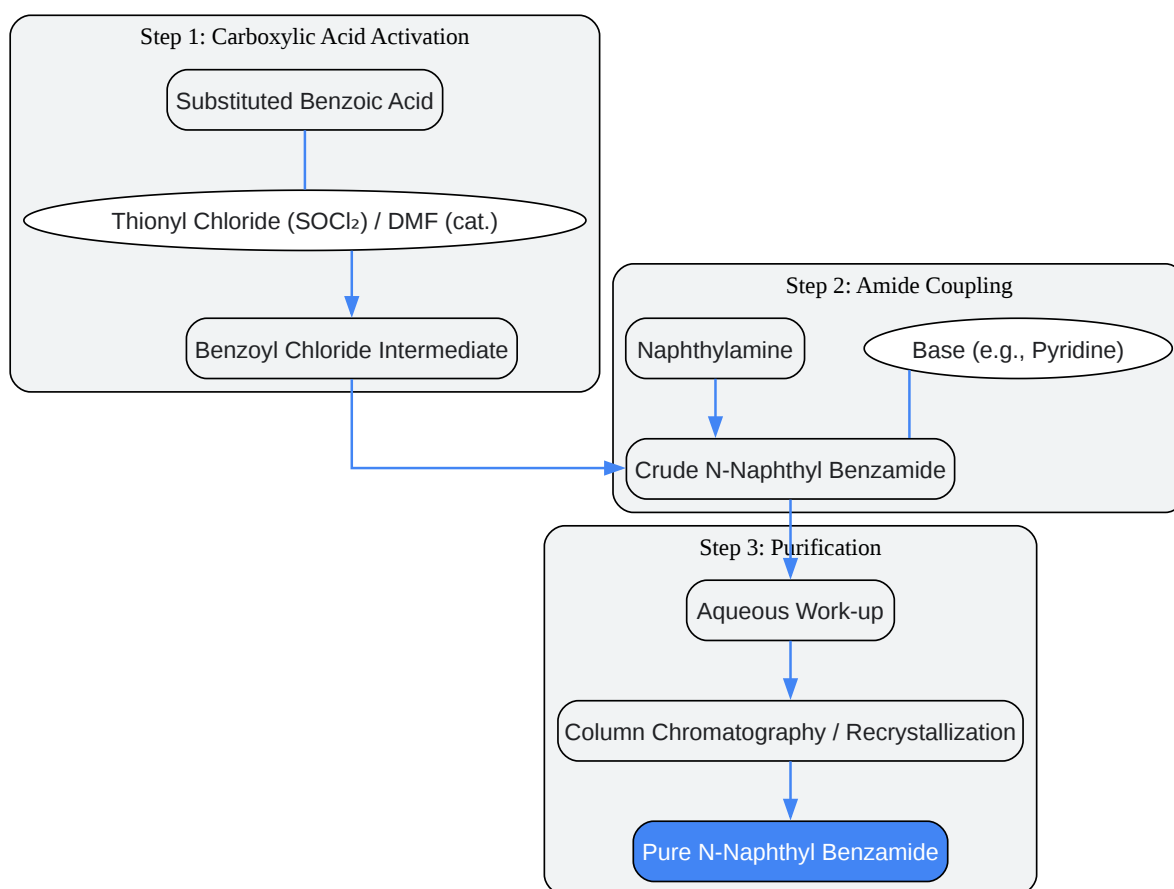 Step 1: Carboxylic Acid Activation
Substituted Benzoic Acid
Thionyl Chloride (SOCl₂) / DMF (cat.)
Benzoyl Chloride Intermediate
Step 2: Amide Coupling
Naphthylamine
Base (e.g., Pyridine)
Crude N-Naphthyl Benzamide
Step 3: Purification
Aqueous Work-up
Column Chromatography / Recrystallization
Pure N-Naphthyl Benzamide